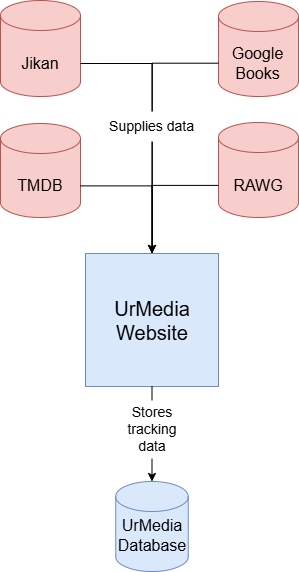 Jikan
Google
Books
Supplies data
TMDB
RAWG
UrMedia
Website
Stores
tracking
data
UrMedia
Database